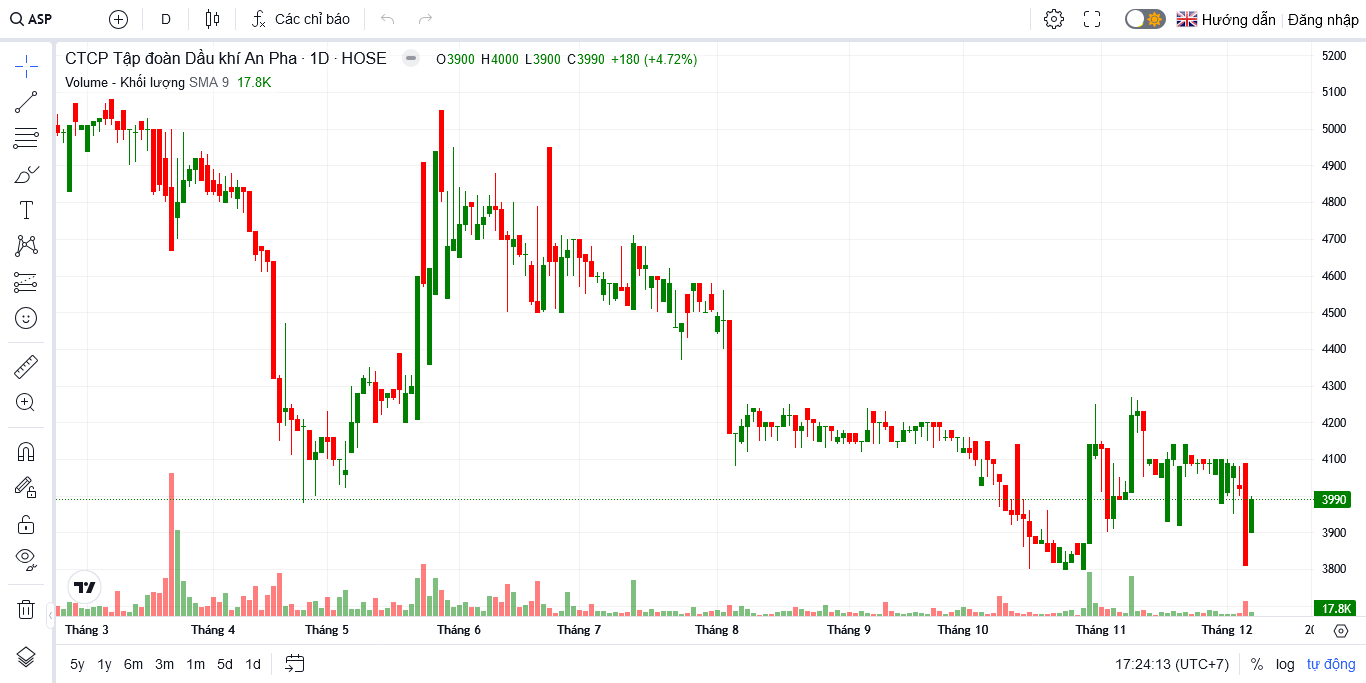 ASP D Các chỉ báo Hướng dẫn Đăng nhập
CTCP Tập đoàn Dầu khí An Pha · 1D · HOSE O3900 H4000 L3900 C3990 +180 (+4.72%)
Volume - Khối lượng SMA 9 17.8K
5200
5100
5000
4900
4800
4700
4600
4500
4400
4300
4200
4100
3990
3900
3800
17.8K
Tháng 3 Tháng 4 Tháng 5 Tháng 6 Tháng 7 Tháng 8 Tháng 9 Tháng 10 Tháng 11 Tháng 12
5y 1y 6m 3m 1m 5d 1d 17:24:13 (UTC+7) % log tự động